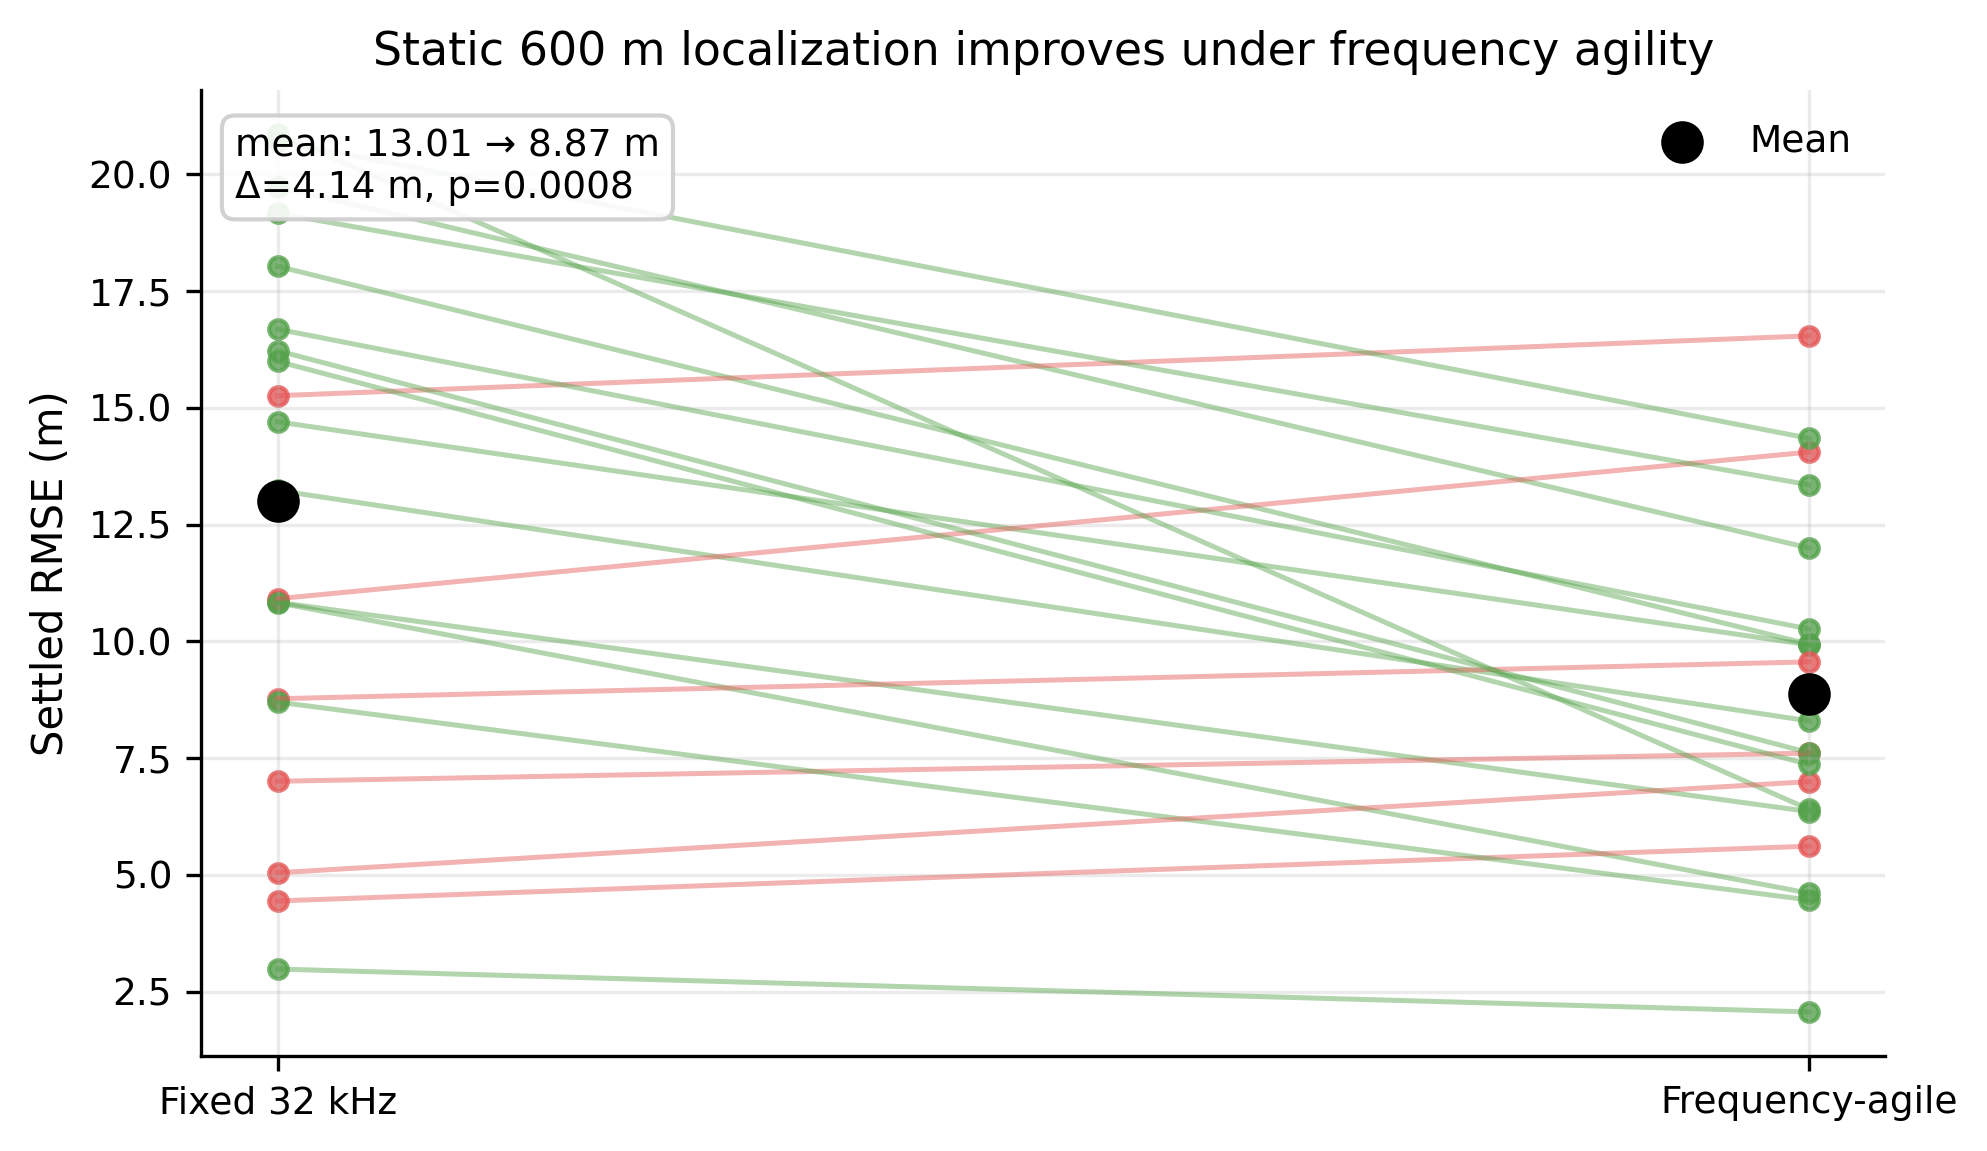 Static 600 m localization improves under frequency agility
mean: 13.01 → 8.87 m
Δ=4.14 m, p=0.0008
Mean
Settled RMSE (m)
20.0
17.5
15.0
12.5
10.0
7.5
5.0
2.5
Fixed 32 kHz
Frequency-agile